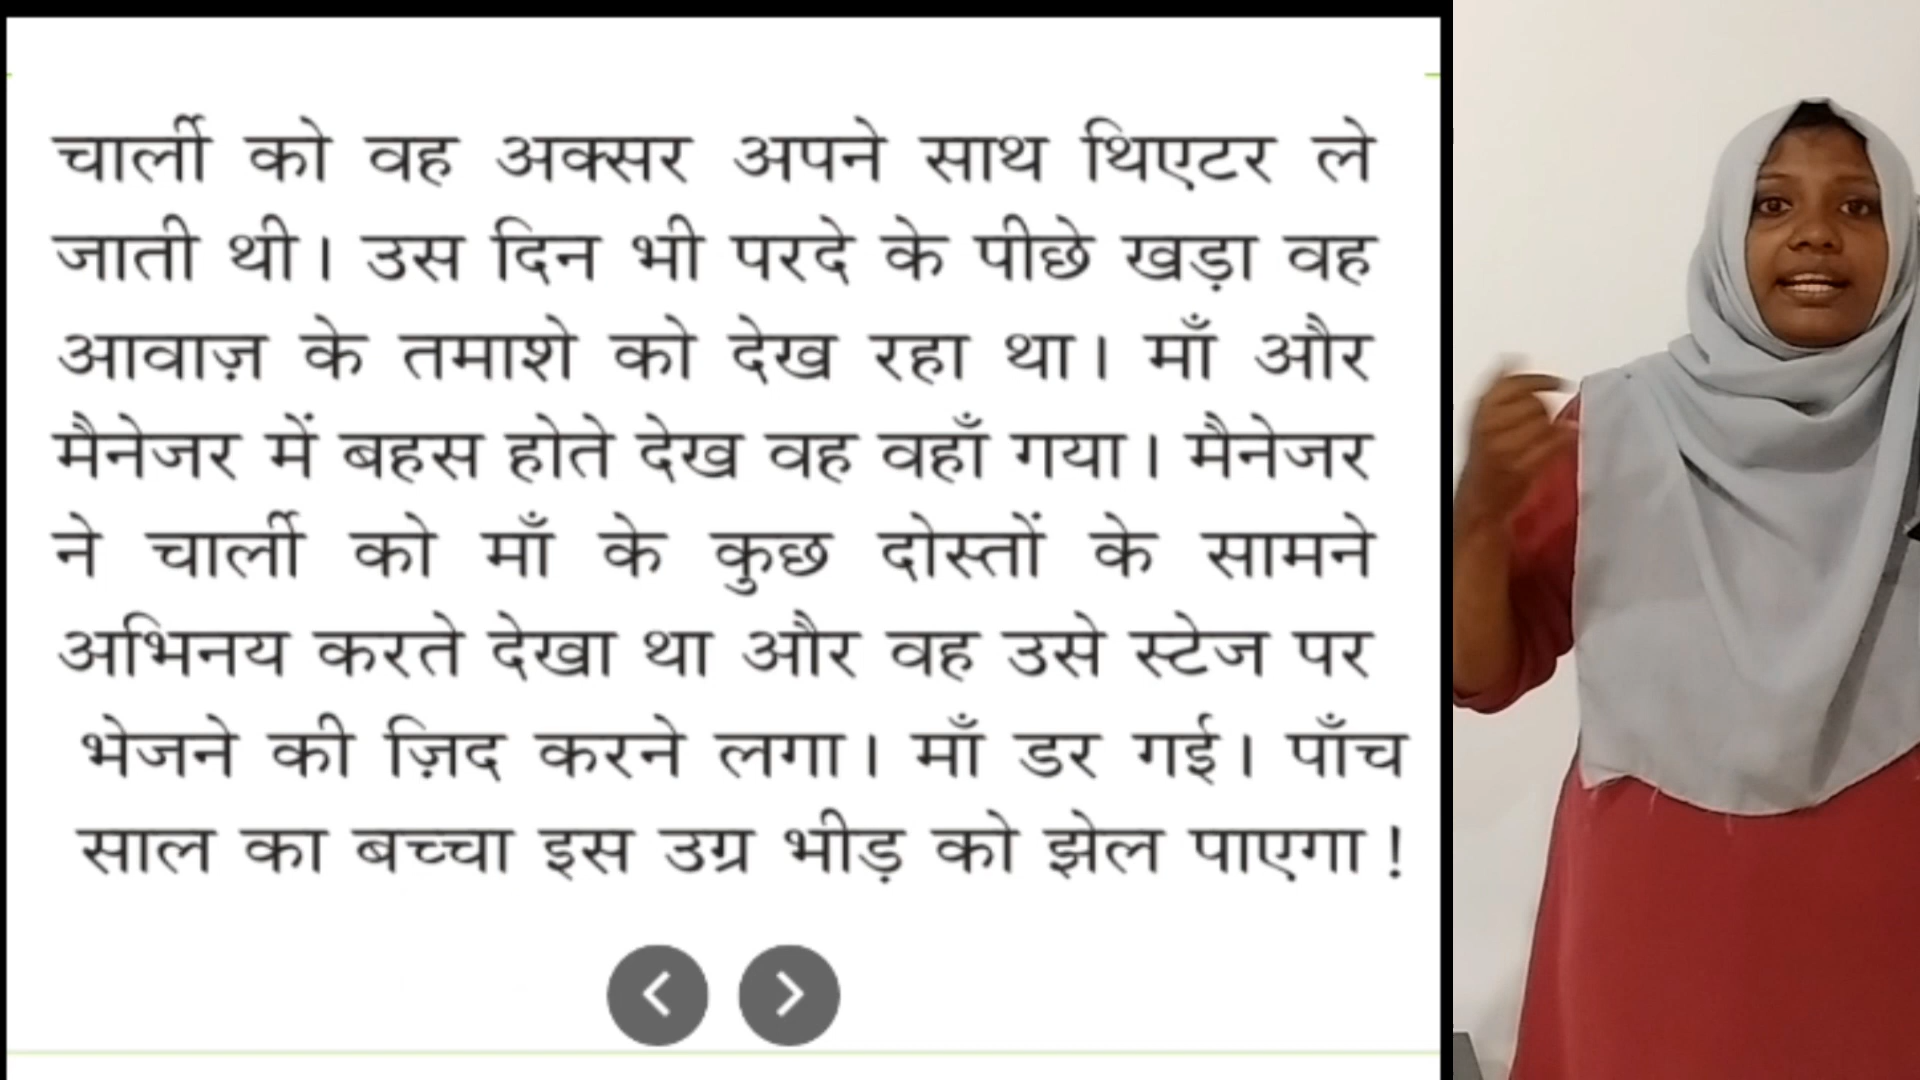 चार्ली को वह अक्सर अपने साथ थिएटर ले
जाती थी। उस दिन भी परदे के पीछे खड़ा वह
आवाज़ के तमाशे को देख रहा था। माँ और
मैनेजर में बहस होते देख वह वहाँ गया। मैनेजर
ने चार्ली को माँ के कुछ दोस्तों के सामने
अभिनय करते देखा था और वह उसे स्टेज पर
भेजने की ज़िद करने लगा। माँ डर गई। पाँच
साल का बच्चा इस उग्र भीड़ को झेल पाएगा!